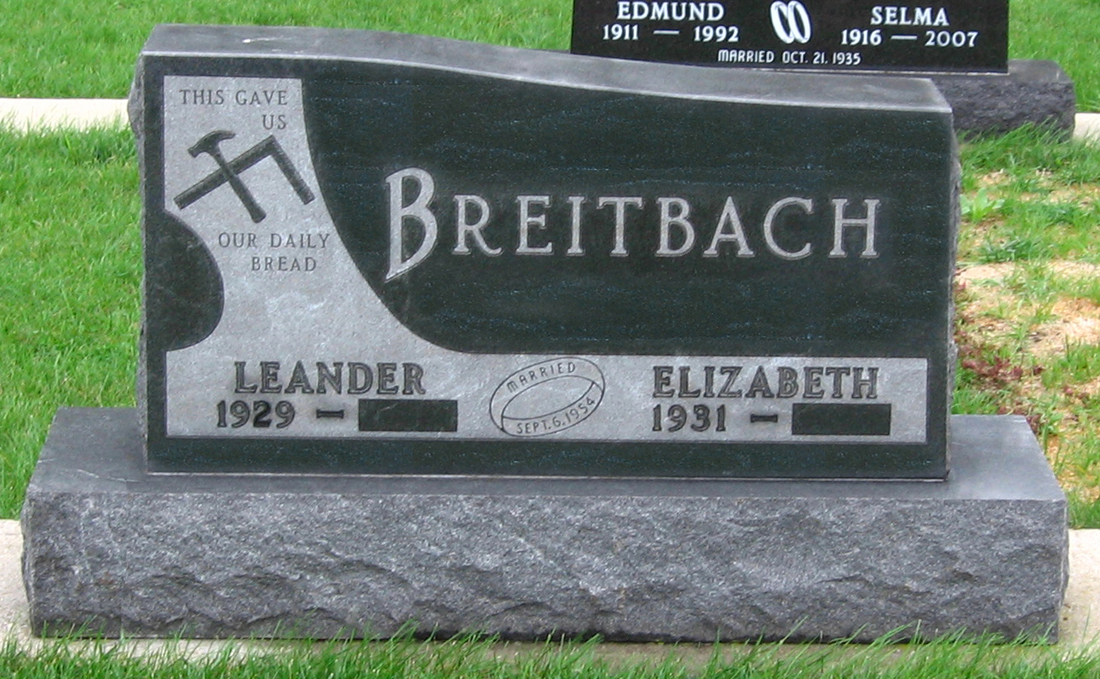 EDMUND SELMA
1911 — 1992 1916 — 2007
MARRIED OCT. 21, 1935
THIS GAVE
US
OUR DAILY
BREAD
BREITBACH
LEANDER
1929 –
MARRIED
SEPT. 6, 1954
ELIZABETH
1931 –